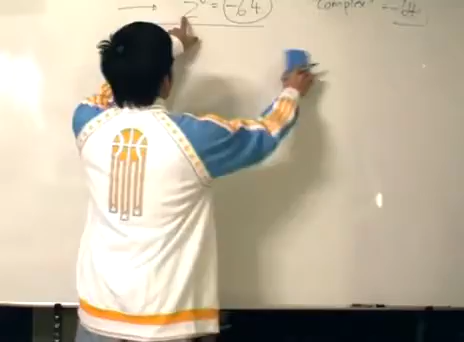 → z⁶ = -64 complex = -64